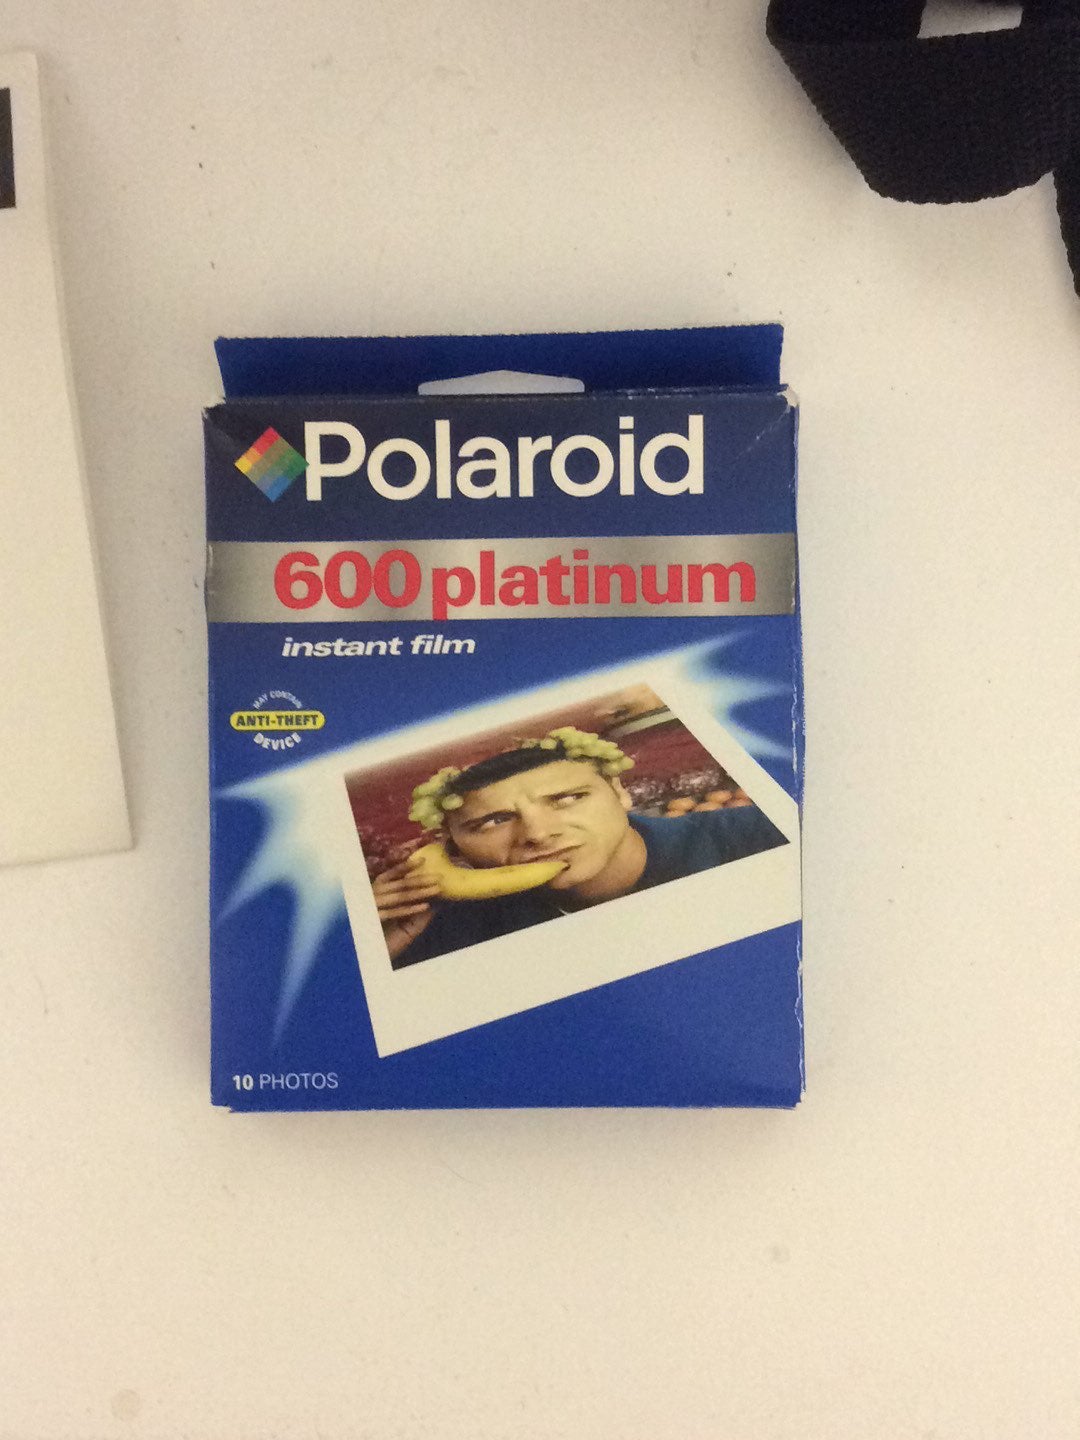 Polaroid
600 platinum
instant film
MAY CONTAIN
ANTI-THEFT
DEVICE
10 PHOTOS